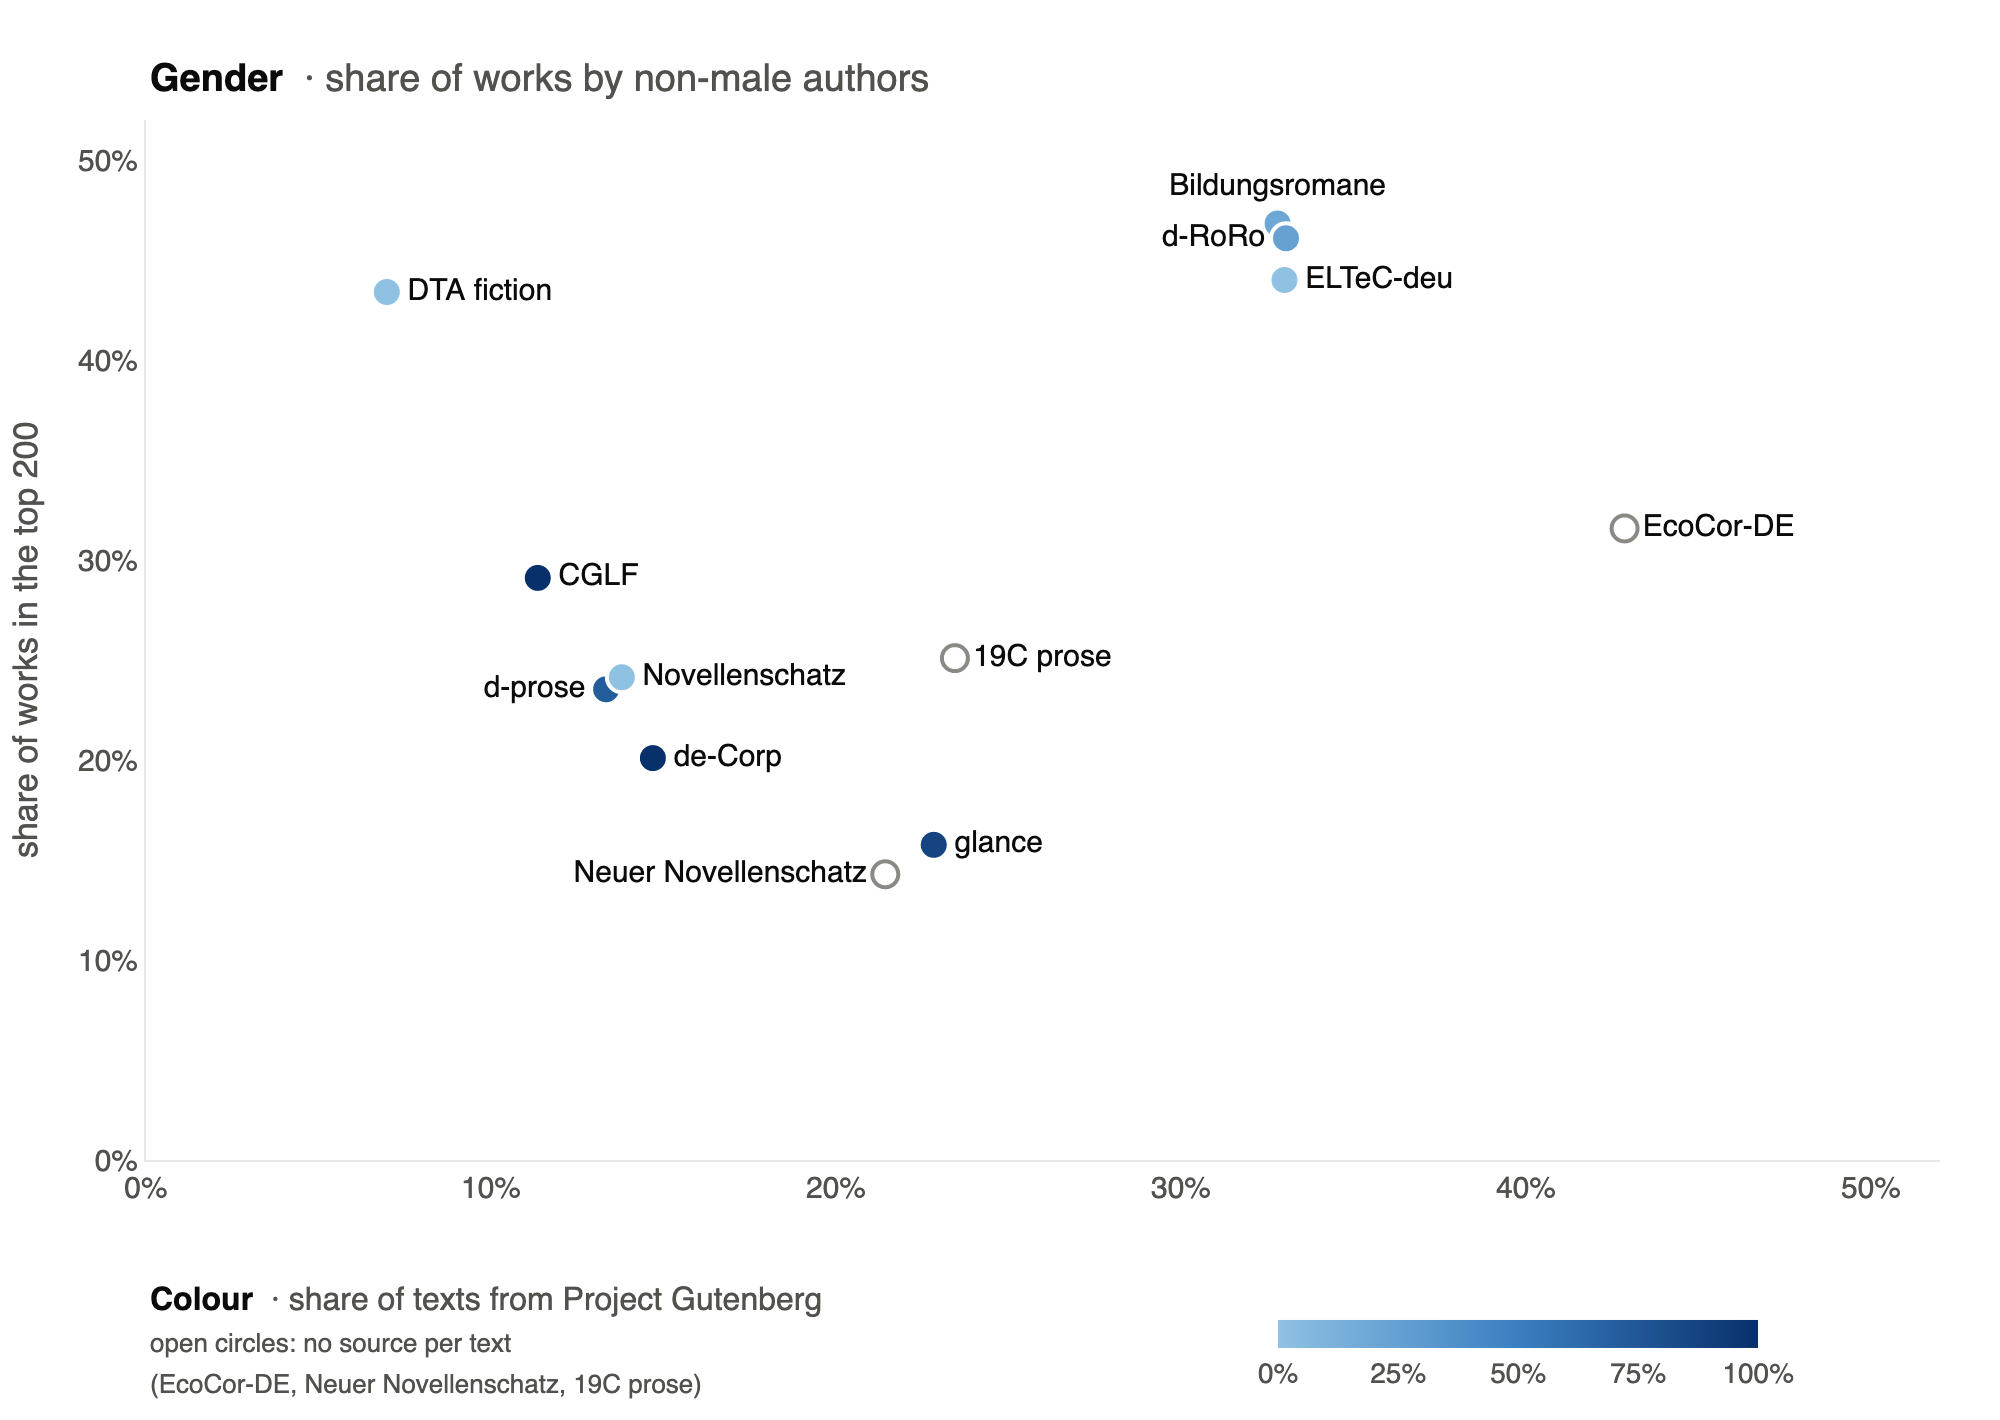 Gender · share of works by non-male authors
50%
Bildungsromane
d-RoRo
ELTeC-deu
DTA fiction
40%
share of works in the top 200
EcoCor-DE
30%
CGLF
19C prose
Novellenschatz
d-prose
20%
de-Corp
glance
Neuer Novellenschatz
10%
0%
0% 10% 20% 30% 40% 50%
Colour · share of texts from Project Gutenberg
open circles: no source per text
(EcoCor-DE, Neuer Novellenschatz, 19C prose)
0% 25% 50% 75% 100%